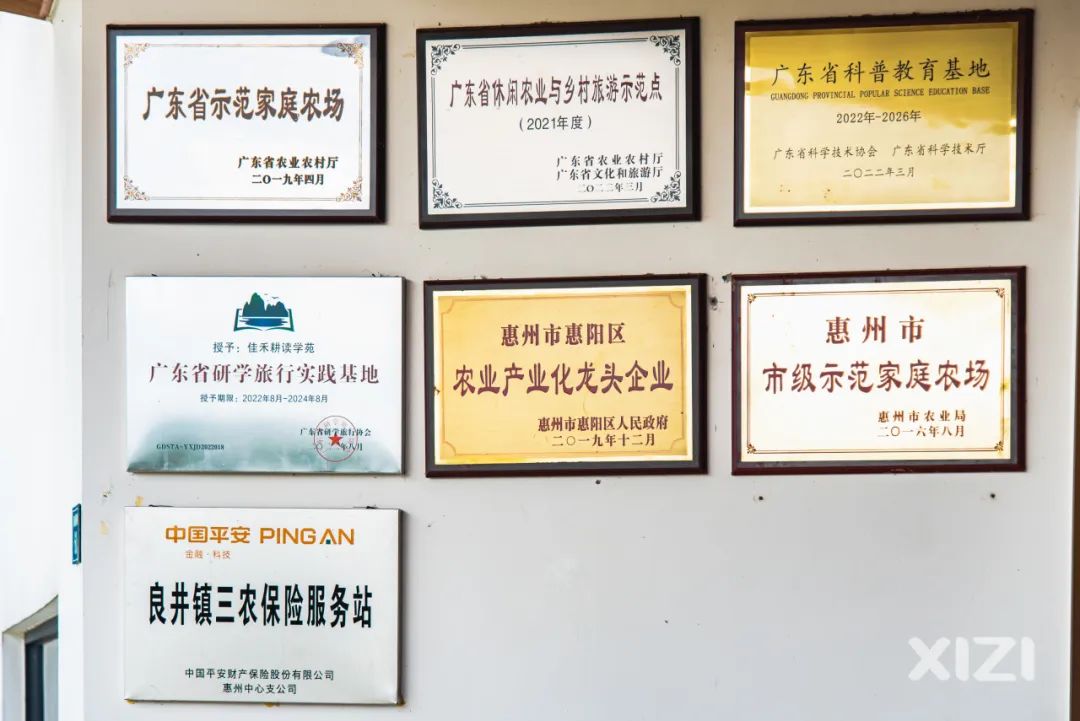 广东省示范家庭农场
广东省农业农村厅
二〇一九年四月
广东省休闲农业与乡村旅游示范点
(2021年度)
广东省农业农村厅
广东省文化和旅游厅
二〇二二年三月
广东省科普教育基地
GUANGDONG PROVINCIAL POPULAR SCIENCE EDUCATION BASE
2022年-2026年
广东省科学技术协会 广东省科学技术厅
二〇二二年三月
授予：佳禾耕读学苑
广东省研学旅行实践基地
授予期限：2022年8月-2024年8月
广东省研学旅行协会
GDSTA-YXJD2022018
惠州市惠阳区
农业产业化龙头企业
惠州市惠阳区人民政府
二〇一九年十二月
惠州市
市级示范家庭农场
惠州市农业局
二〇一六年八月
中国平安 PING AN
金融·科技
良井镇三农保险服务站
中国平安财产保险股份有限公司
惠州中心支公司
XIZI